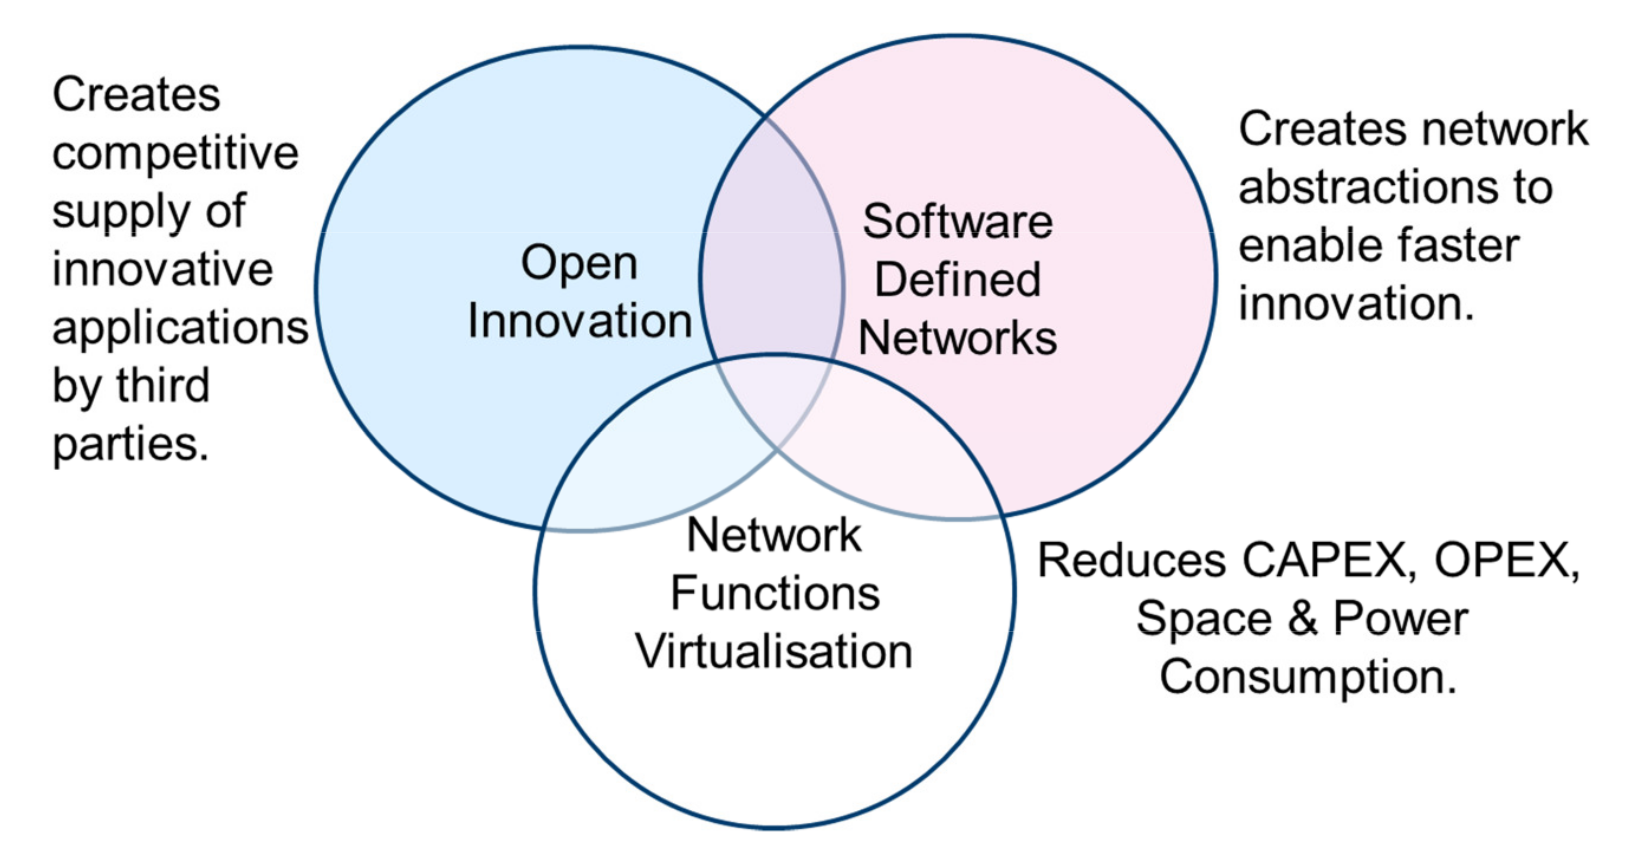 Creates
competitive
supply of
innovative
applications
by third
parties.
Open
Innovation
Software
Defined
Networks
Creates network
abstractions to
enable faster
innovation.
Network
Functions
Virtualisation
Reduces CAPEX, OPEX,
Space & Power
Consumption.